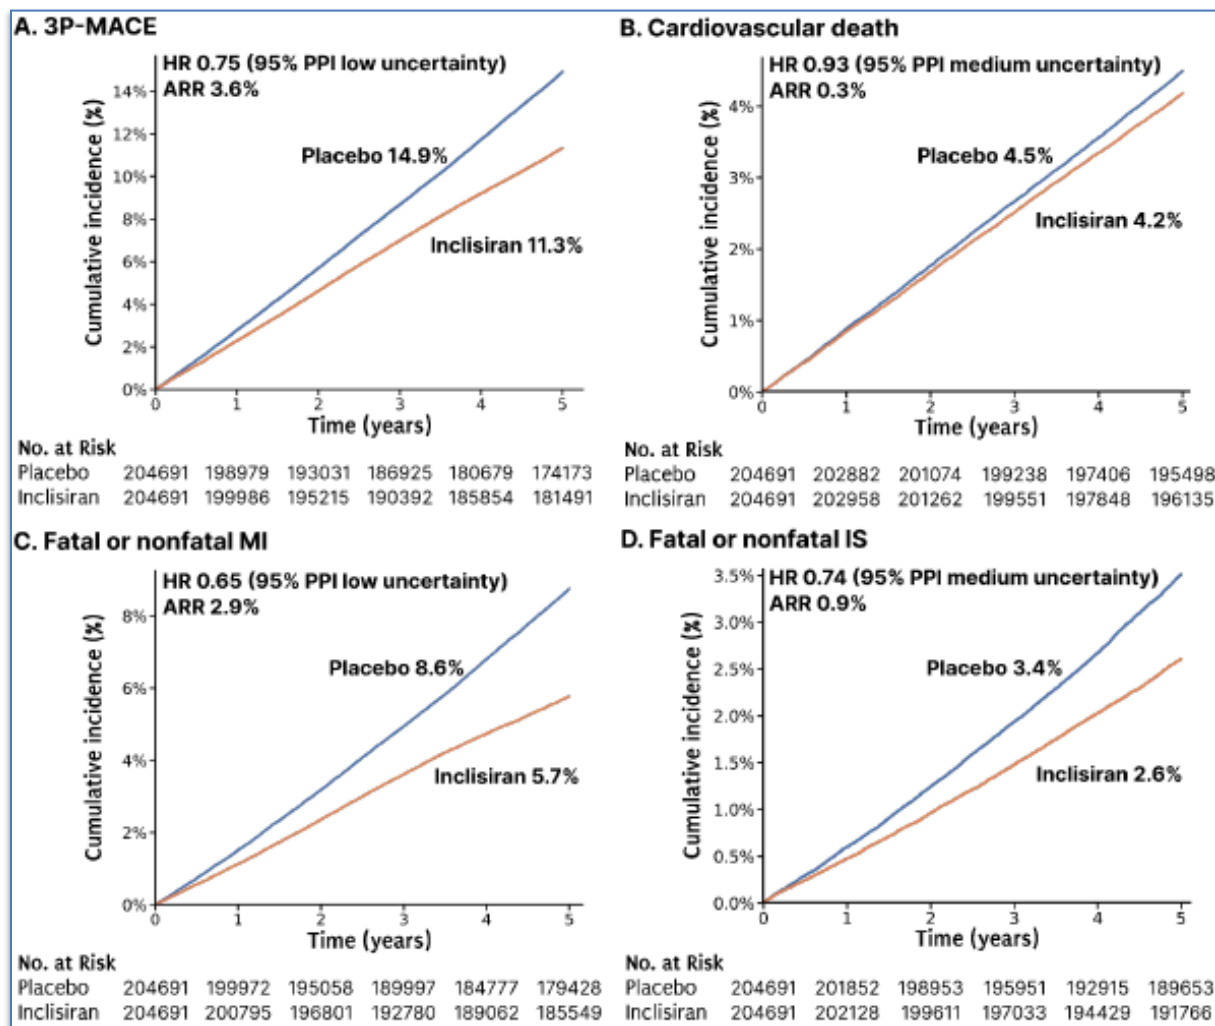 A. 3P-MACE
HR 0.75 (95% PPI low uncertainty)
ARR 3.6%
Placebo 14.9%
Inclisiran 11.3%
Cumulative incidence (%)
14%
12%
10%
8%
6%
4%
2%
0%
0 1 2 3 4 5
Time (years)
No. at Risk
Placebo 204691 198979 193031 186925 180679 174173
Inclisiran 204691 199986 195215 190392 185854 181491
B. Cardiovascular death
HR 0.93 (95% PPI medium uncertainty)
ARR 0.3%
Placebo 4.5%
Inclisiran 4.2%
Cumulative incidence (%)
4%
3%
2%
1%
0%
0 1 2 3 4 5
Time (years)
No. at Risk
Placebo 204691 202882 201074 199238 197406 195498
Inclisiran 204691 202958 201262 199551 197848 196135
C. Fatal or nonfatal MI
HR 0.65 (95% PPI low uncertainty)
ARR 2.9%
Placebo 8.6%
Inclisiran 5.7%
Cumulative incidence (%)
8%
6%
4%
2%
0%
0 1 2 3 4 5
Time (years)
No. at Risk
Placebo 204691 199972 195058 189997 184777 179428
Inclisiran 204691 200795 196801 192780 189062 185549
D. Fatal or nonfatal IS
HR 0.74 (95% PPI medium uncertainty)
ARR 0.9%
Placebo 3.4%
Inclisiran 2.6%
Cumulative incidence (%)
3.5%
3.0%
2.5%
2.0%
1.5%
1.0%
0.5%
0.0%
0 1 2 3 4 5
Time (years)
No. at Risk
Placebo 204691 201852 198953 195951 192915 189653
Inclisiran 204691 202128 199611 197033 194429 191766